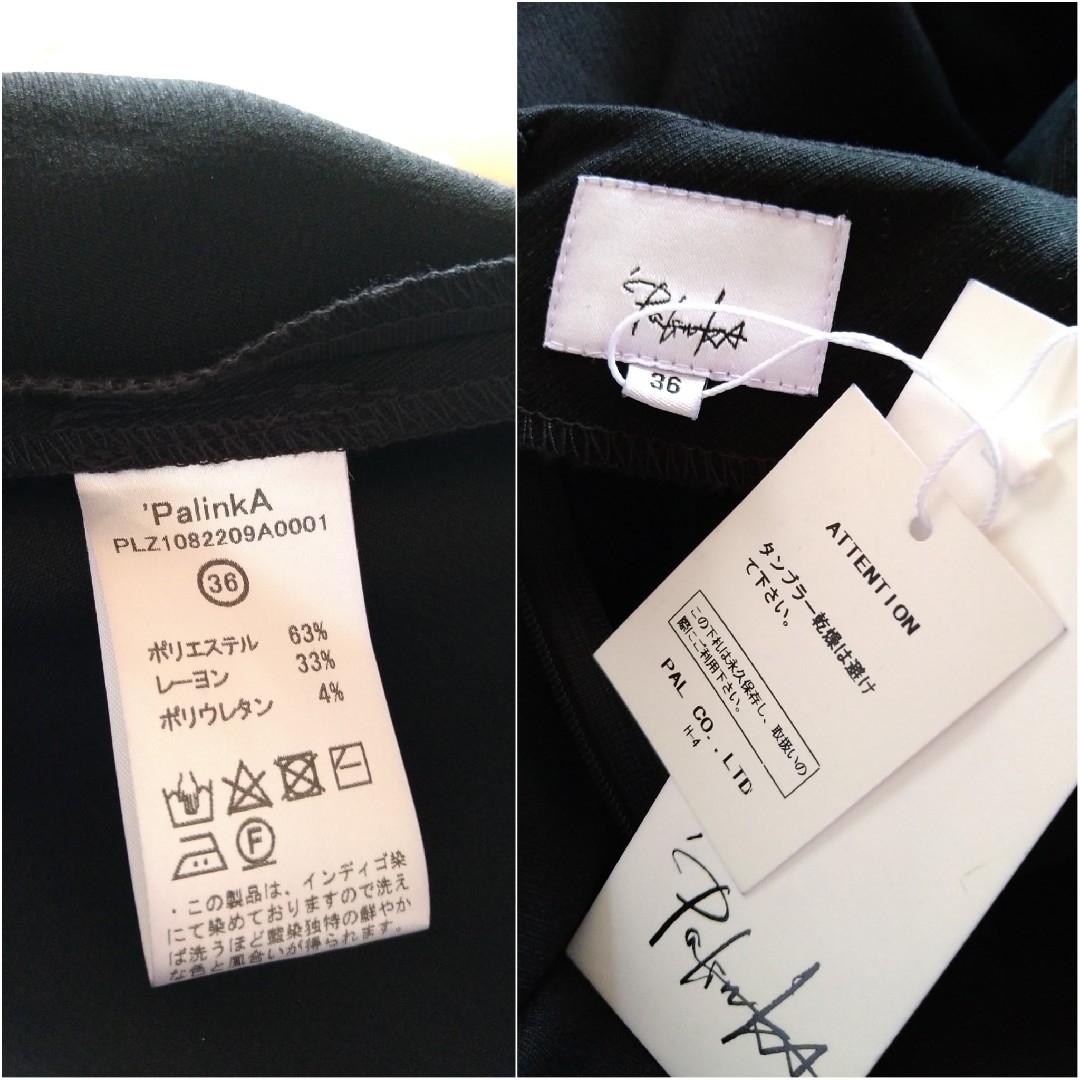 'PalinkA
PLZ1082209A0001
36
ポリエステル 63%
レーヨン 33%
ポリウレタン 4%
F
・この製品は、インディゴ染
にて染めておりますので洗え
ば洗うほど藍染独特の鮮やか
な色と風合いが得られます。
'PalinkA
36
ATTENTION
タンブラー乾燥は避け
て下さい。
この下札は永久保存し、取扱いの
際にご利用下さい。
PAL CO.,LTD
H-4
'PalinkA